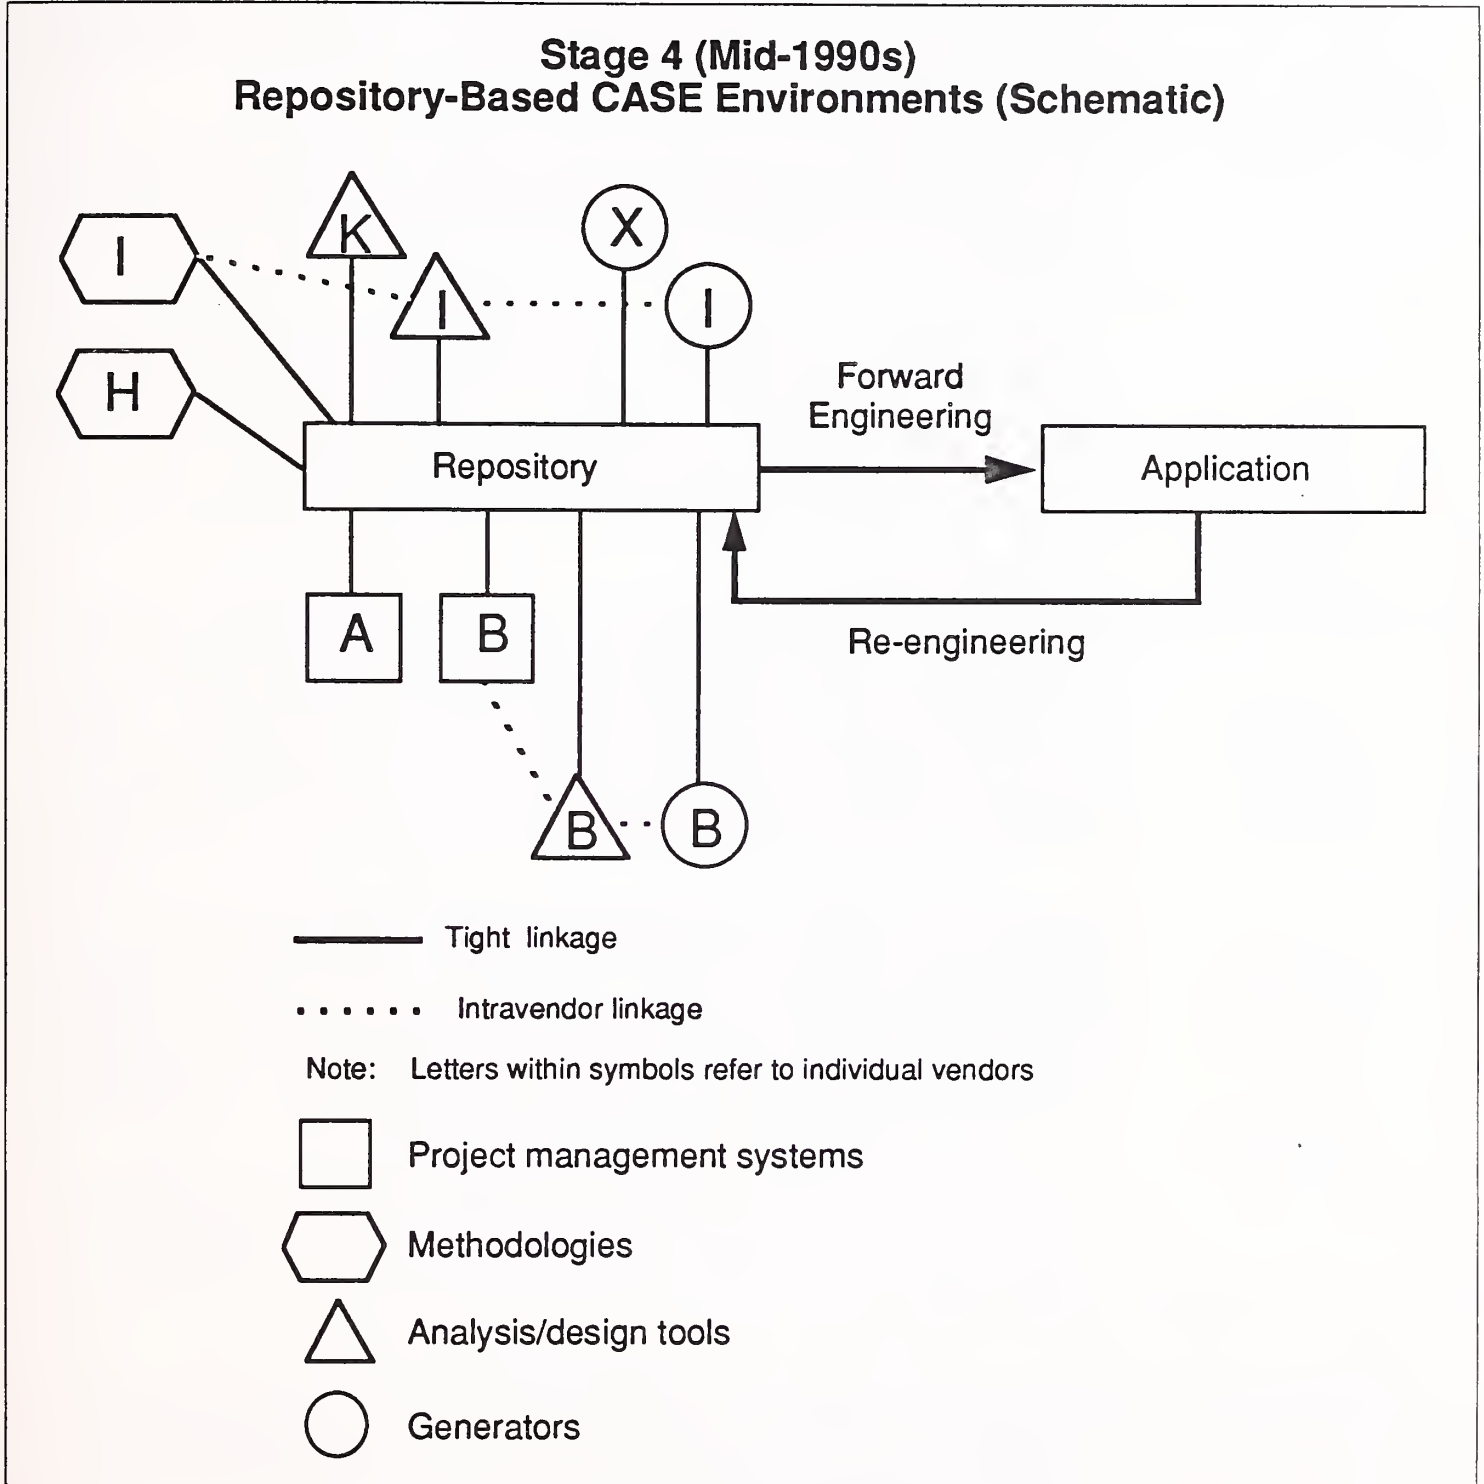 Stage 4 (Mid-1990s)
Repository-Based CASE Environments (Schematic)
K
X
I
I
I
H
Forward
Engineering
Repository
Application
A
B
Re-engineering
B
B
Tight linkage
Intravendor linkage
Note: Letters within symbols refer to individual vendors
Project management systems
Methodologies
Analysis/design tools
Generators